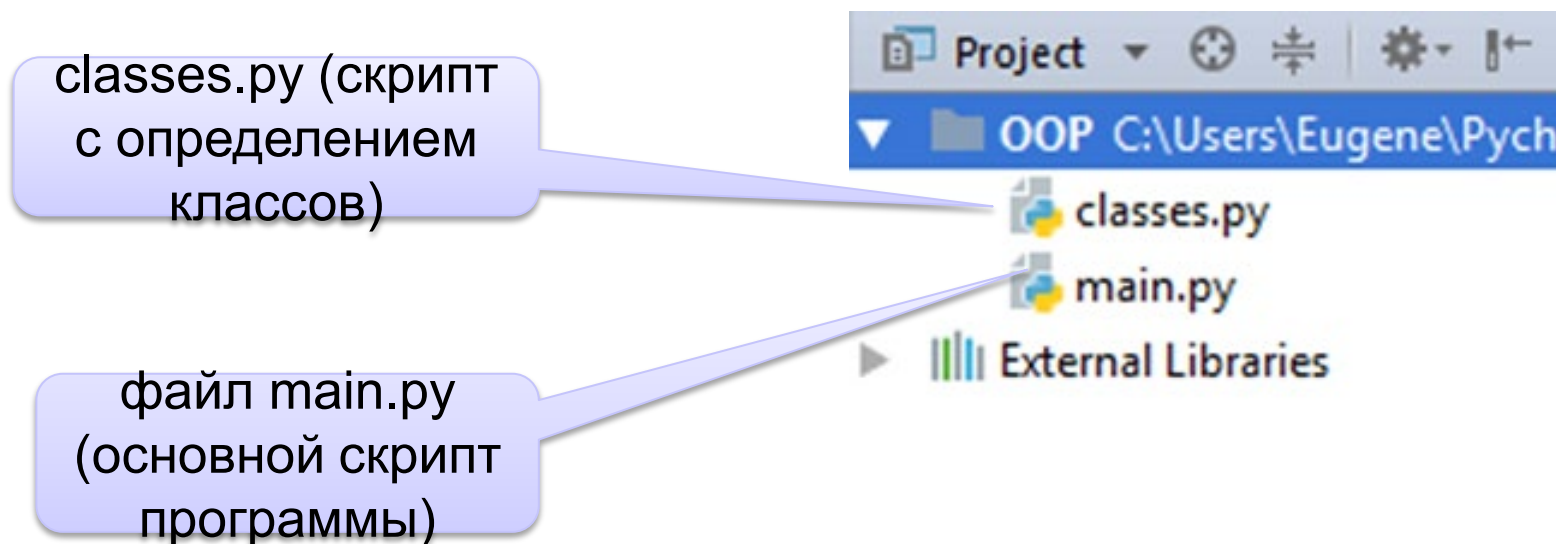 classes.py (скрипт
с определением
классов)
файл main.py
(основной скрипт
программы)
Project
OOP C:\Users\Eugene\Pych
classes.py
main.py
External Libraries